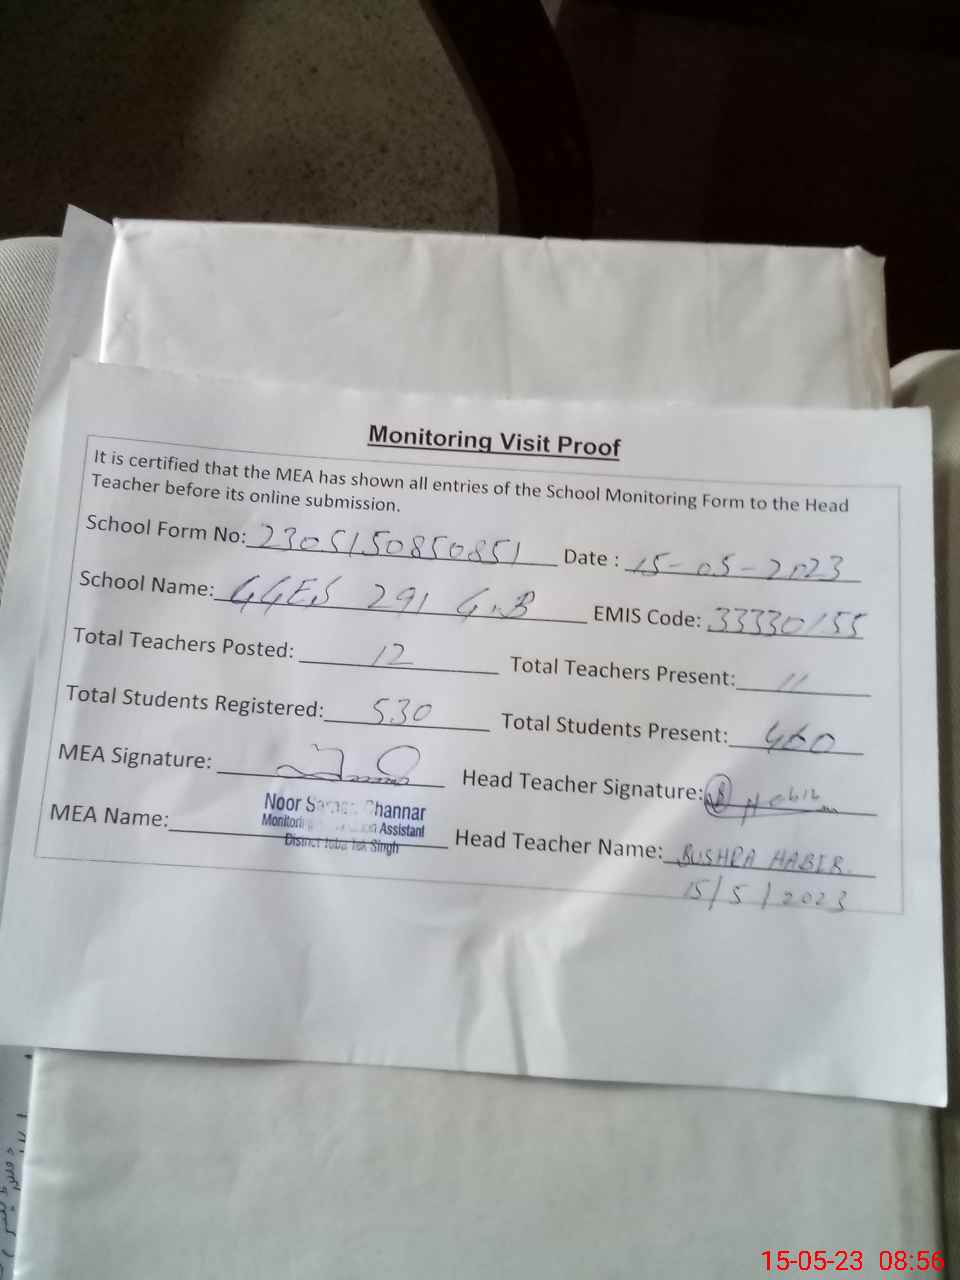 Monitoring Visit Proof
It is certified that the MEA has shown all entries of the School Monitoring Form to the Head
Teacher before its online submission.
School Form No: 2305150850851 Date : 15-05-2023
School Name: GGES 291 G.B EMIS Code: 33330155
Total Teachers Posted: 12 Total Teachers Present: 11
Total Students Registered: 530 Total Students Present: 460
MEA Signature: Head Teacher Signature:
Noor Channar
Assistant
District Toba Tek Singh
MEA Name: Head Teacher Name: BUSHRA HABIB.
15/5/2023
15-05-23 08:56